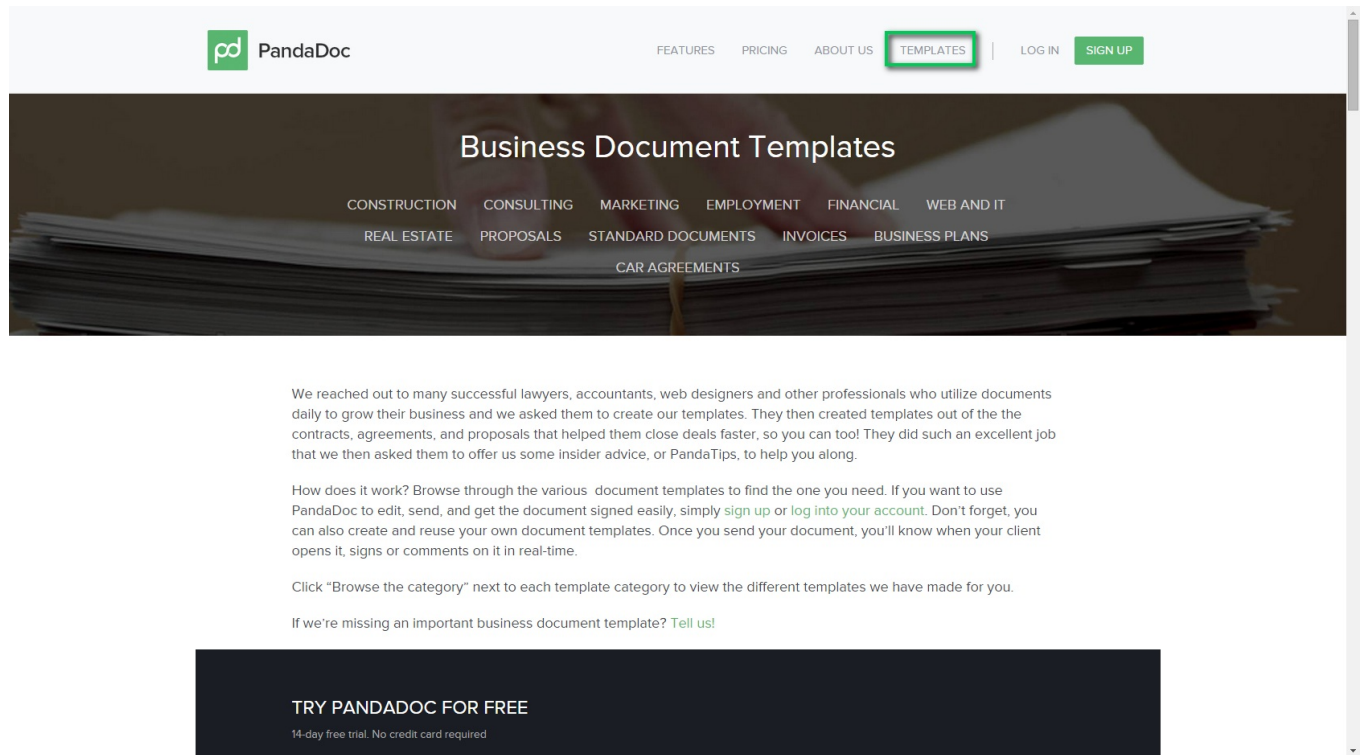 pd PandaDoc
FEATURES PRICING ABOUT US TEMPLATES LOG IN SIGN UP
Business Document Templates
CONSTRUCTION CONSULTING MARKETING EMPLOYMENT FINANCIAL WEB AND IT
REAL ESTATE PROPOSALS STANDARD DOCUMENTS INVOICES BUSINESS PLANS
CAR AGREEMENTS
We reached out to many successful lawyers, accountants, web designers and other professionals who utilize documents
daily to grow their business and we asked them to create our templates. They then created templates out of the the
contracts, agreements, and proposals that helped them close deals faster, so you can too! They did such an excellent job
that we then asked them to offer us some insider advice, or PandaTips, to help you along.
How does it work? Browse through the various document templates to find the one you need. If you want to use
PandaDoc to edit, send, and get the document signed easily, simply sign up or log into your account. Don't forget, you
can also create and reuse your own document templates. Once you send your document, you'll know when your client
opens it, signs or comments on it in real-time.
Click “Browse the category” next to each template category to view the different templates we have made for you.
If we're missing an important business document template? Tell us!
TRY PANDADOC FOR FREE
14-day free trial. No credit card required